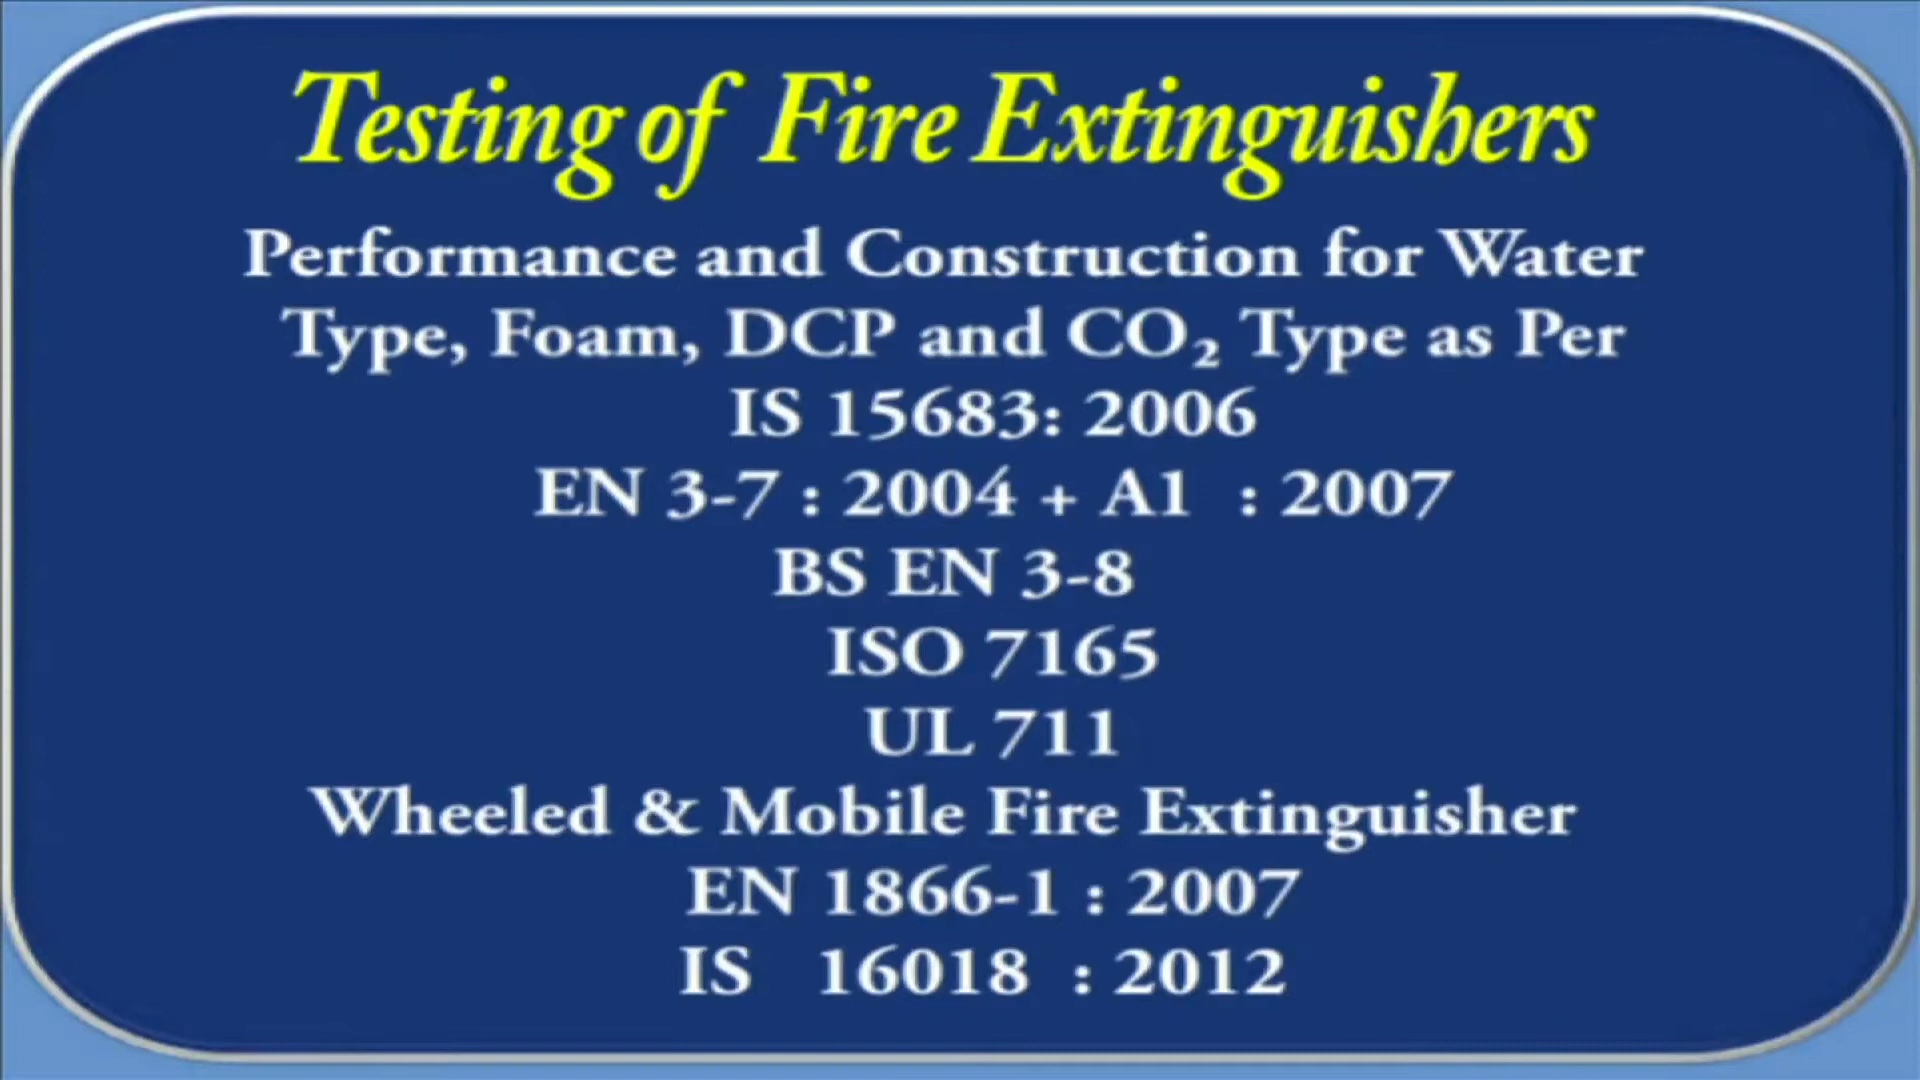 Testing of Fire Extinguishers
Performance and Construction for Water
Type, Foam, DCP and CO₂ Type as Per
IS 15683: 2006
EN 3-7 : 2004 + A1 : 2007
BS EN 3-8
ISO 7165
UL 711
Wheeled & Mobile Fire Extinguisher
EN 1866-1 : 2007
IS 16018 : 2012